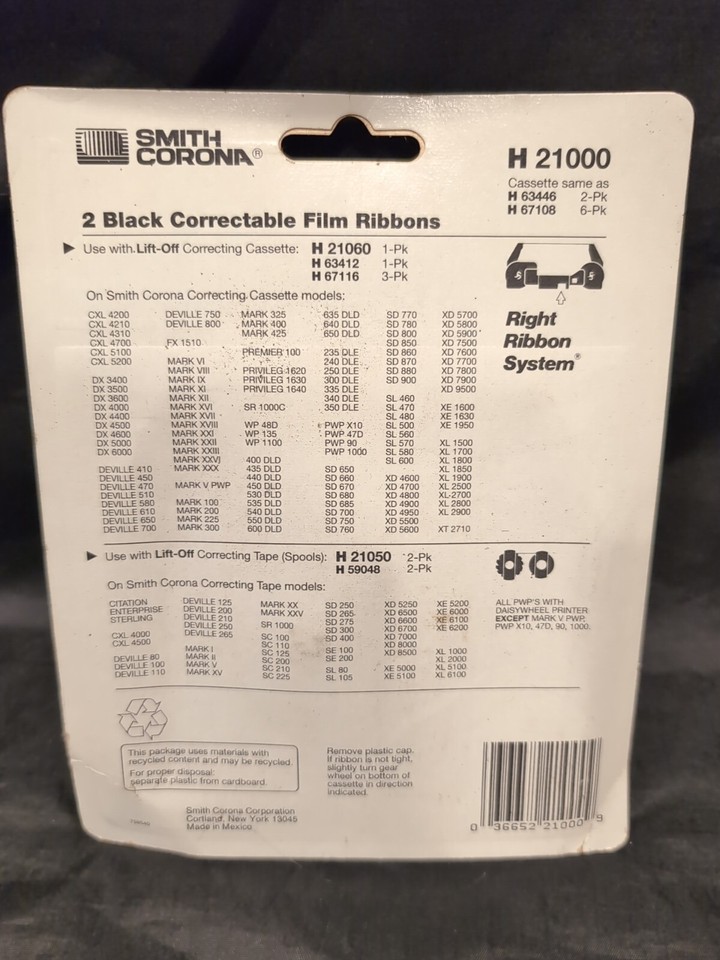 SMITH
CORONA®
H 21000
Cassette same as
H 63446 2-Pk
H 67108 6-Pk
2 Black Correctable Film Ribbons
Use with Lift-Off Correcting Cassette: H 21060 1-Pk
H 63412 1-Pk
H 67116 3-Pk
On Smith Corona Correcting Cassette models:
Right
Ribbon
System®
CXL 4200 DEVILLE 750 MARK 325 635 DLD SD 770 XD 5700
CXL 4210 DEVILLE 800 MARK 400 640 DLD SD 780 XD 5800
CXL 4310 MARK 425 650 DLD SD 800 XD 5900
CXL 4700 FX 1510 SD 850 XD 7500
CXL 5100 PREMIER 100 235 DLE SD 860 XD 7600
CXL 5200 MARK VI 240 DLE SD 870 XD 7700
MARK VIII PRIVILEG 1620 250 DLE SD 880 XD 7800
DX 3400 MARK IX PRIVILEG 1630 300 DLE SD 900 XD 7900
DX 3500 MARK XI PRIVILEG 1640 335 DLE XD 9500
DX 3600 MARK XII 340 DLE SL 460
DX 4000 MARK XVI SR 1000C 350 DLE SL 470 XE 1600
DX 4400 MARK XVII SL 480 XE 1630
DX 4500 MARK XVIII WP 48D PWP X10 SL 500 XE 1950
DX 4600 MARK XXI WP 135 PWP 47D SL 560
DX 5000 MARK XXII WP 1100 PWP 90 SL 570 XL 1500
DX 6000 MARK XXIII PWP 1000 SL 580 XL 1700
MARK XXVI 400 DLD SL 600 XL 1800
DEVILLE 410 MARK XXX 435 DLD SD 650 XL 1850
DEVILLE 450 440 DLD SD 660 XD 4600 XL 1900
DEVILLE 470 MARK V PWP 450 DLD SD 670 XD 4700 XL 2500
DEVILLE 510 530 DLD SD 680 XD 4800 XL 2700
DEVILLE 580 MARK 100 535 DLD SD 685 XD 4900 XL 2800
DEVILLE 610 MARK 200 540 DLD SD 700 XD 4950 XL 2900
DEVILLE 650 MARK 225 550 DLD SD 750 XD 5500
DEVILLE 700 MARK 300 600 DLD SD 760 XD 5600 XT 2710
Use with Lift-Off Correcting Tape (Spools): H 21050 2-Pk
H 59048 2-Pk
On Smith Corona Correcting Tape models:
CITATION DEVILLE 125 MARK XX SD 250 XD 5250 XE 5200
ENTERPRISE DEVILLE 200 MARK XXV SD 265 XD 6500 XE 6000
STERLING DEVILLE 210 SD 275 XD 6600 XE 6100
DEVILLE 250 SR 1000 SD 300 XD 6700 XE 6200
CXL 4000 DEVILLE 265 SC 100 SD 400 XD 7000
CXL 4500 SC 110 XD 8000
MARK I SC 125 SE 100 XD 8500 XL 1000
DEVILLE 80 MARK II SC 200 SE 200 XL 2000
DEVILLE 100 MARK V SC 210 SL 80 XE 5000 XL 5100
DEVILLE 110 MARK XV SC 225 SL 105 XE 5100 XL 6100
ALL PWP'S WITH
DAISYWHEEL PRINTER
EXCEPT MARK V PWP,
PWP X10, 47D, 90, 1000.
This package uses materials with
recycled content and may be recycled.
For proper disposal:
separate plastic from cardboard.
Remove plastic cap.
If ribbon is not tight,
slightly turn gear
wheel on bottom of
cassette in direction
indicated.
Smith Corona Corporation
Cortland, New York 13045
Made in Mexico
0 36652 21000 9